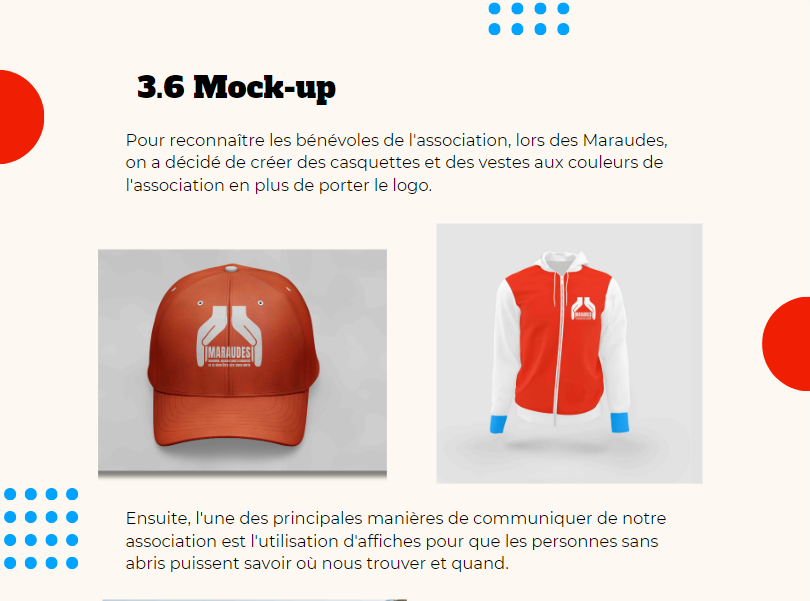 3.6 Mock-up
Pour reconnaître les bénévoles de l'association, lors des Maraudes,
on a décidé de créer des casquettes et des vestes aux couleurs de
l'association en plus de porter le logo.
MARAUDES
MARAUDES
Ensuite, l'une des principales manières de communiquer de notre
association est l'utilisation d'affiches pour que les personnes sans
abris puissent savoir où nous trouver et quand.